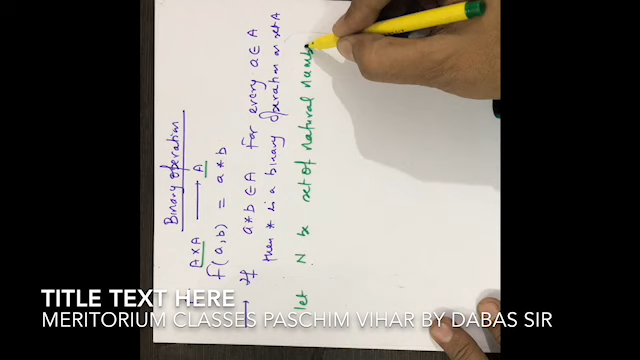 Binary operation
A×A ⟶ A
f(a,b) = a*b
⟶ If a*b ∈ A for every a ∈ A
then * is a binary operation on set A
let N be set of natural numb
TITLE TEXT HERE
MERITORIUM CLASSES PASCHIM VIHAR BY DABAS SIR